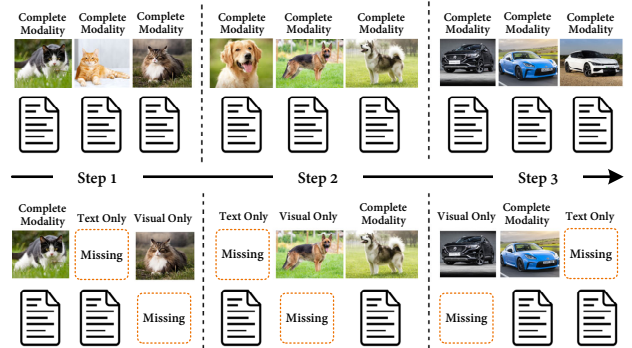 Complete Modality Complete Modality Complete Modality Complete Modality Complete Modality Complete Modality Complete Modality Complete Modality Complete Modality
Step 1 Step 2 Step 3
Complete Modality Text Only Visual Only Text Only Visual Only Complete Modality Visual Only Complete Modality Text Only
Missing Missing Missing
Missing Missing Missing